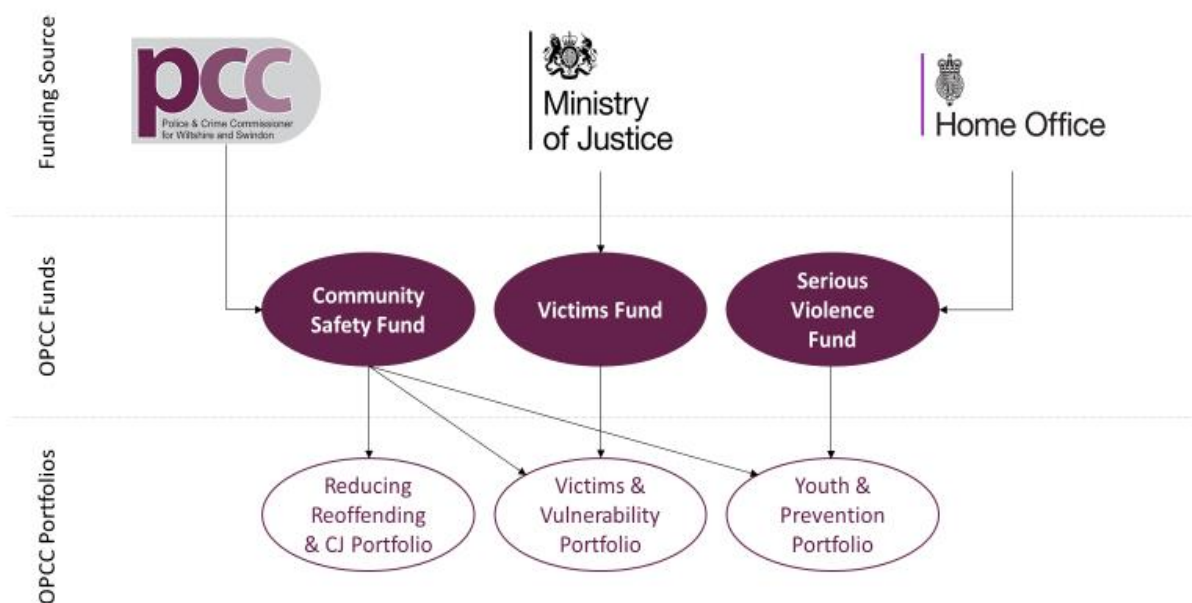 Funding Source
pcc
Police & Crime Commissioner
for Wiltshire and Swindon
Ministry
of Justice
Home Office
OPCC Funds
Community
Safety Fund
Victims Fund
Serious
Violence
Fund
OPCC Portfolios
Reducing
Reoffending
& CJ Portfolio
Victims &
Vulnerability
Portfolio
Youth &
Prevention
Portfolio